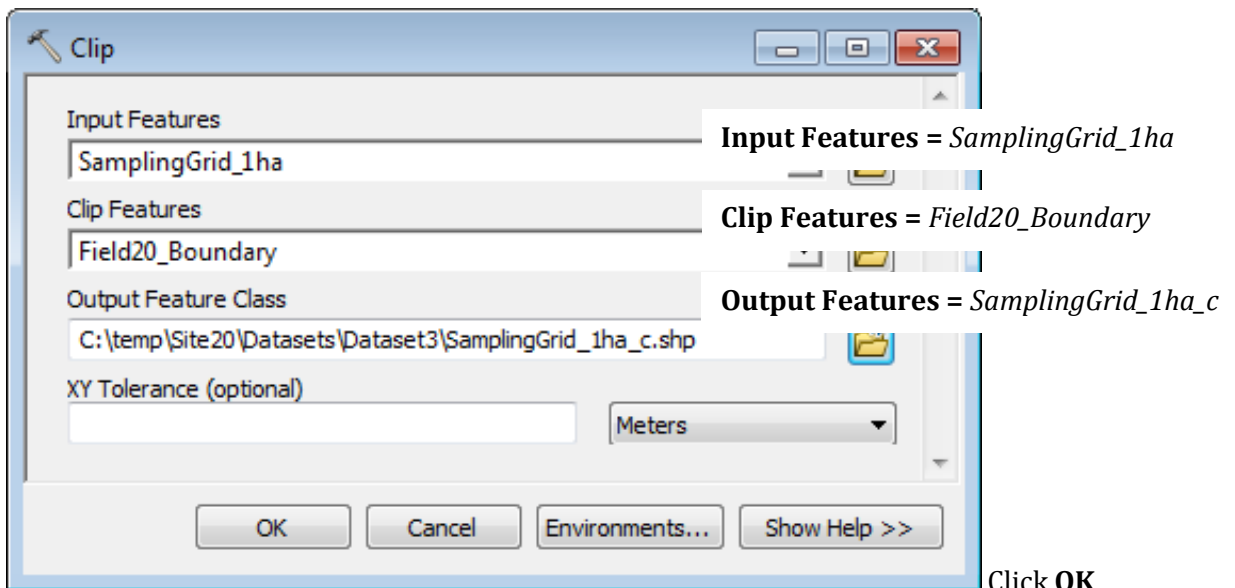 Clip
Input Features
Input Features = SamplingGrid_1ha
SamplingGrid_1ha
Clip Features
Clip Features = Field20_Boundary
Field20_Boundary
Output Feature Class
Output Features = SamplingGrid_1ha_c
C:\temp\Site20\Datasets\Dataset3\SamplingGrid_1ha_c.shp
XY Tolerance (optional)
Meters
OK Cancel Environments... Show Help >>
Click OK